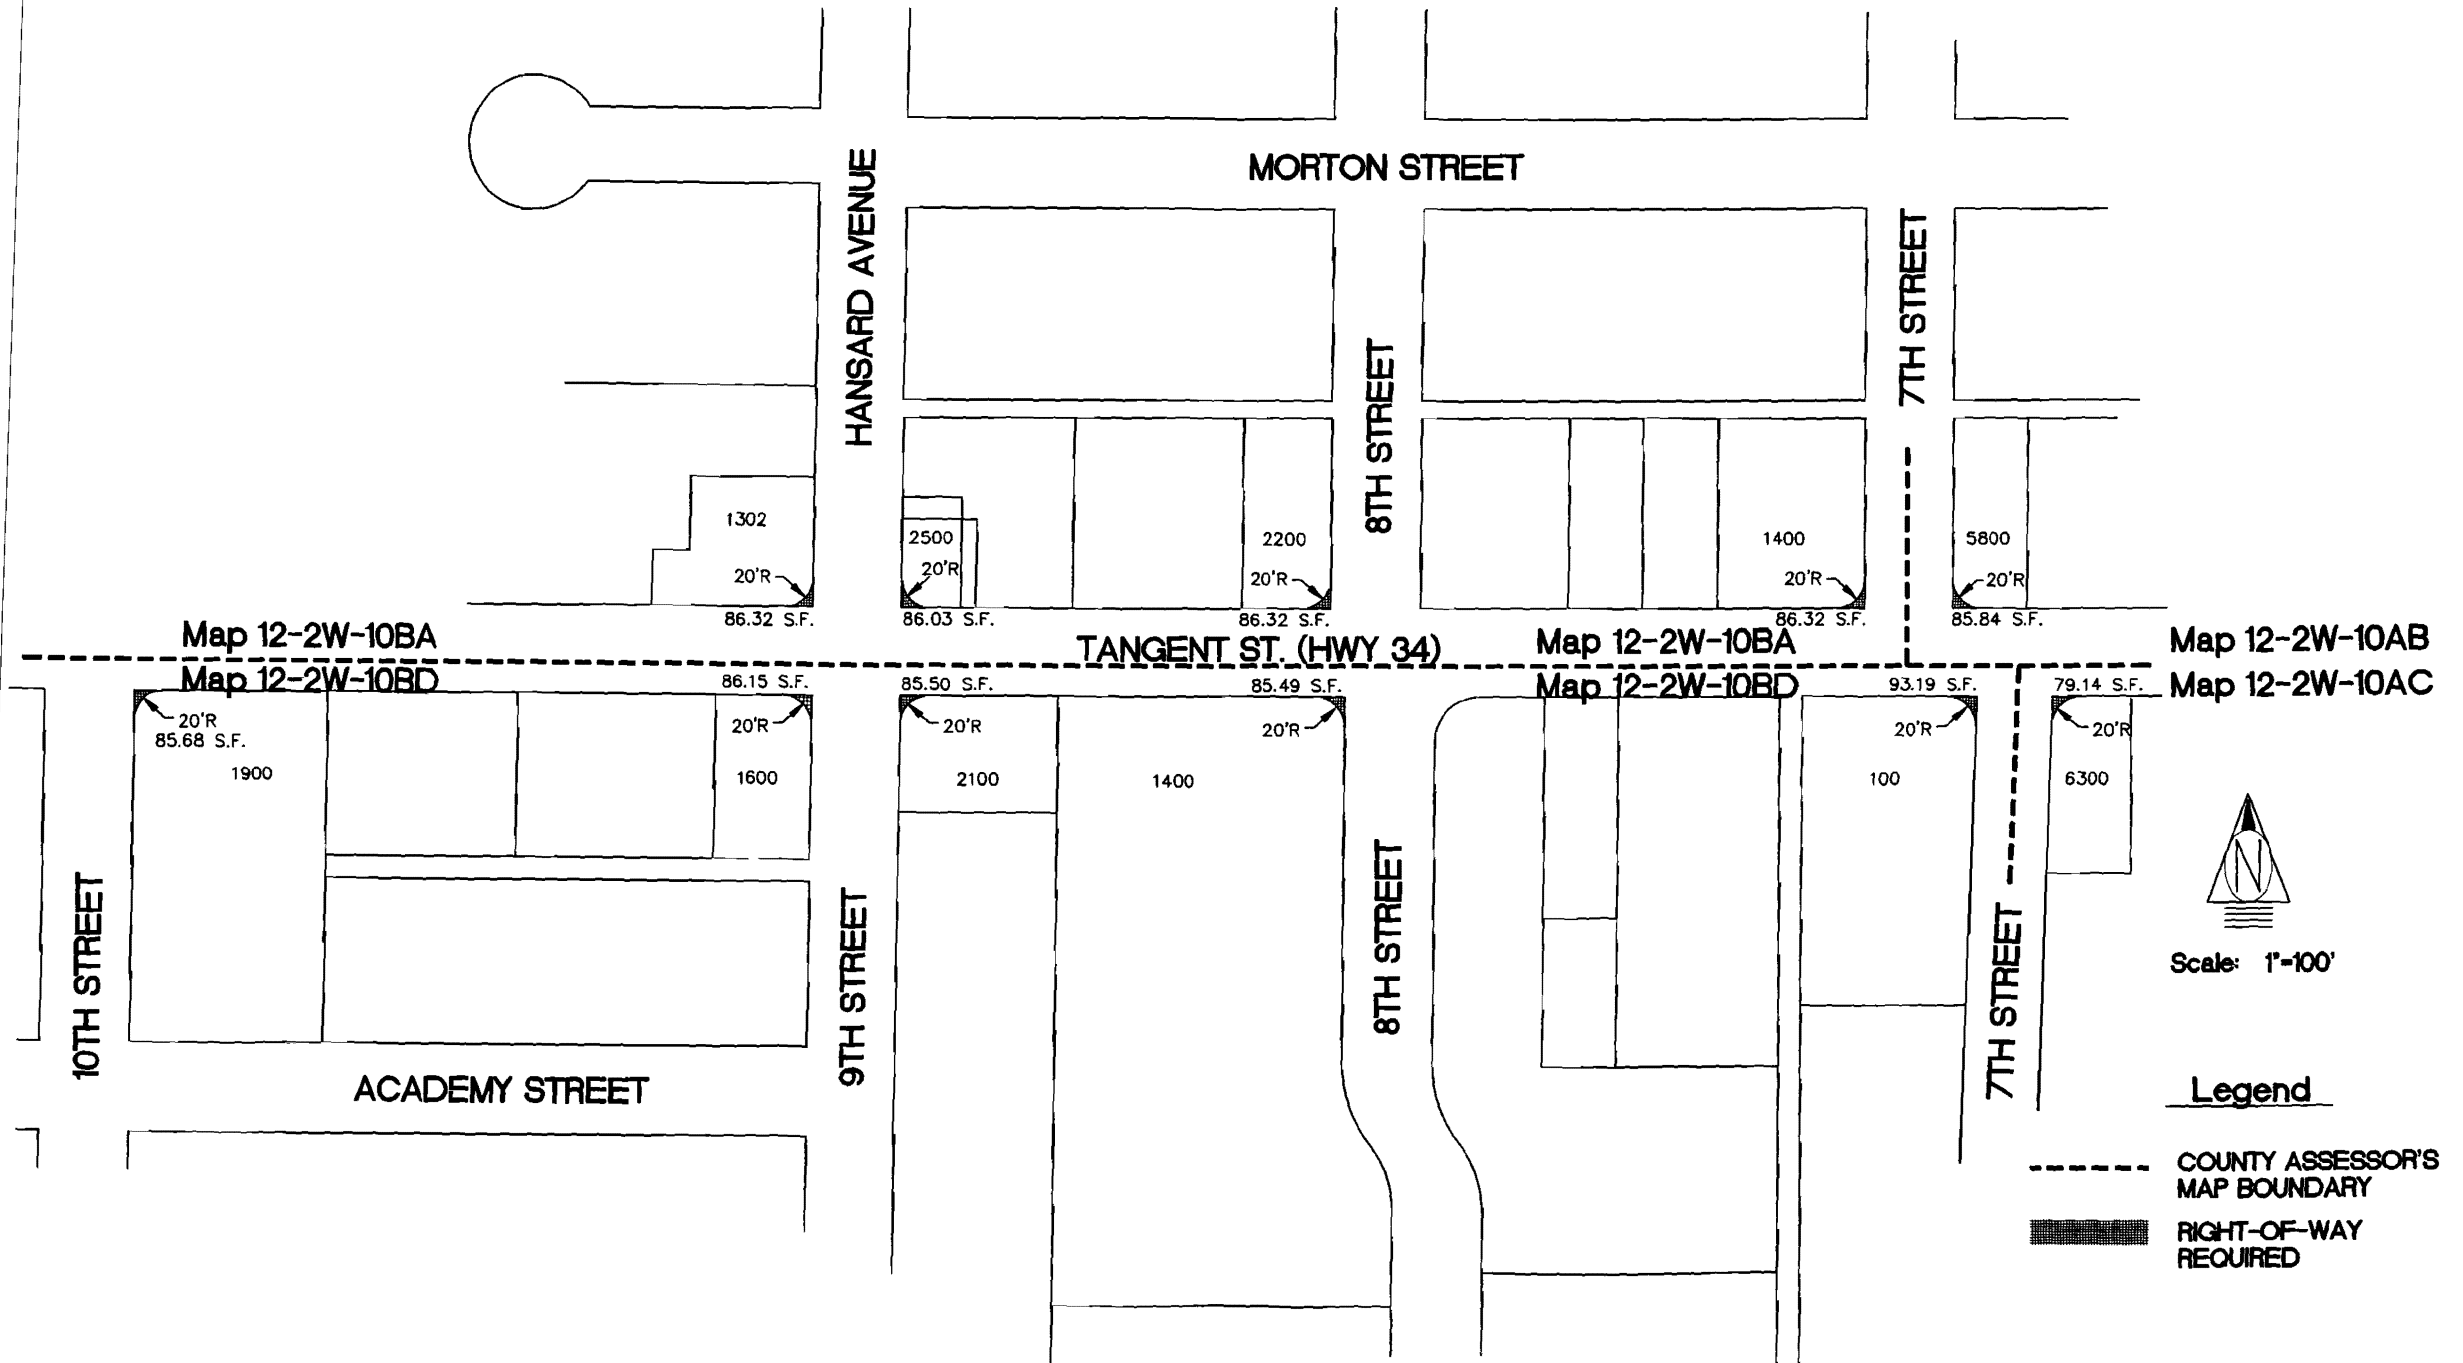 MORTON STREET
HANSARD AVENUE
7TH STREET
8TH STREET
1302
2500
2200
1400
5800
20'R
20'R
20'R
20'R
20'R
86.32 S.F.
86.03 S.F.
86.32 S.F.
86.32 S.F.
85.84 S.F.
Map 12-2W-10BA
TANGENT ST. (HWY 34)
Map 12-2W-10BA
Map 12-2W-10AB
Map 12-2W-10BD
86.15 S.F.
85.50 S.F.
85.49 S.F.
Map 12-2W-10BD
93.19 S.F.
79.14 S.F.
Map 12-2W-10AC
20'R
85.68 S.F.
20'R
20'R
20'R
20'R
20'R
1900
1600
2100
1400
100
6300
10TH STREET
9TH STREET
8TH STREET
7TH STREET
ACADEMY STREET
N
Scale: 1"=100'
Legend
COUNTY ASSESSOR'S
MAP BOUNDARY
RIGHT-OF-WAY
REQUIRED